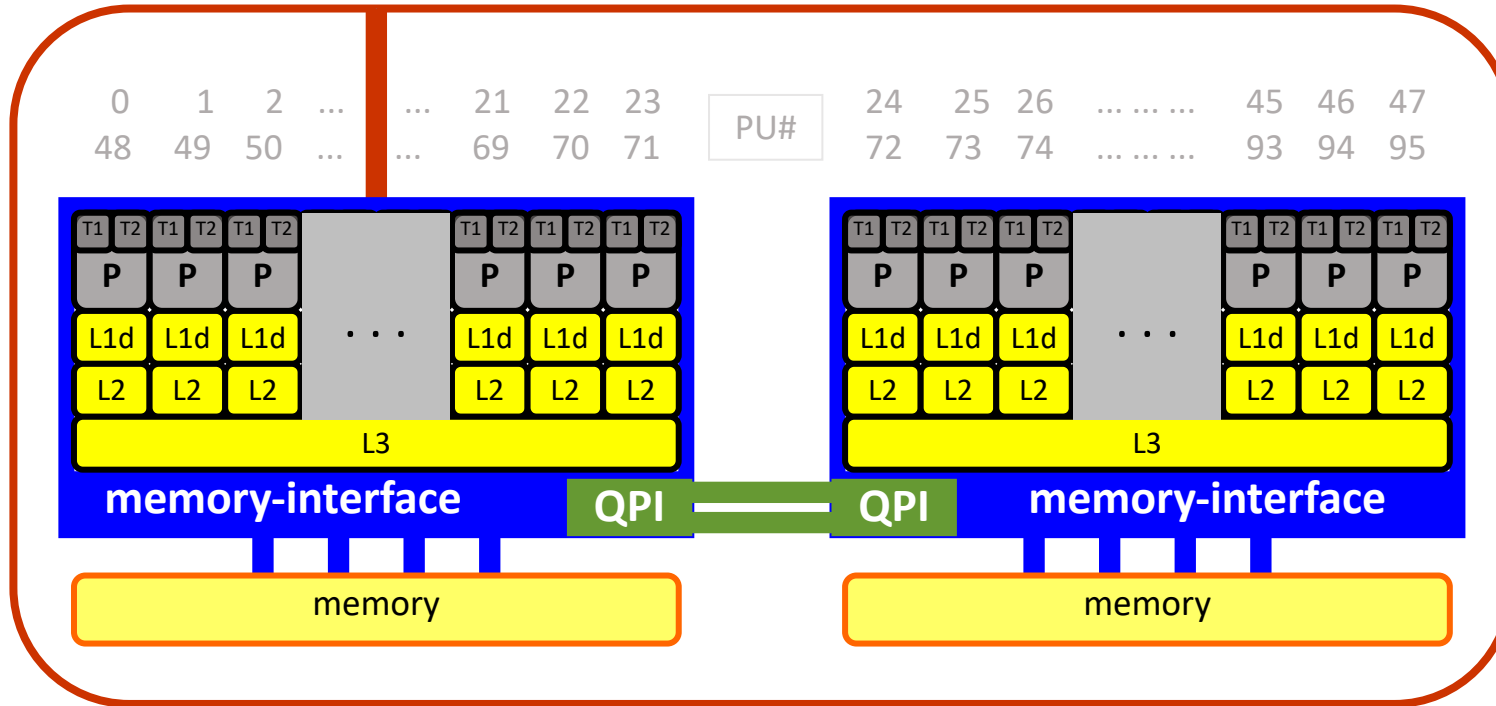 0 1 2 ... ... 21 22 23 24 25 26 ... ... ... 45 46 47
PU#
48 49 50 ... ... 69 70 71 72 73 74 ... ... ... 93 94 95
T1 T2 T1 T2 T1 T2 T1 T2 T1 T2 T1 T2 T1 T2 T1 T2 T1 T2 T1 T2 T1 T2 T1 T2
P P P P P P P P P P P P
L1d L1d L1d . . . L1d L1d L1d L1d L1d L1d . . . L1d L1d L1d
L2 L2 L2 L2 L2 L2 L2 L2 L2 L2 L2 L2
L3 L3
memory-interface QPI QPI memory-interface
memory memory